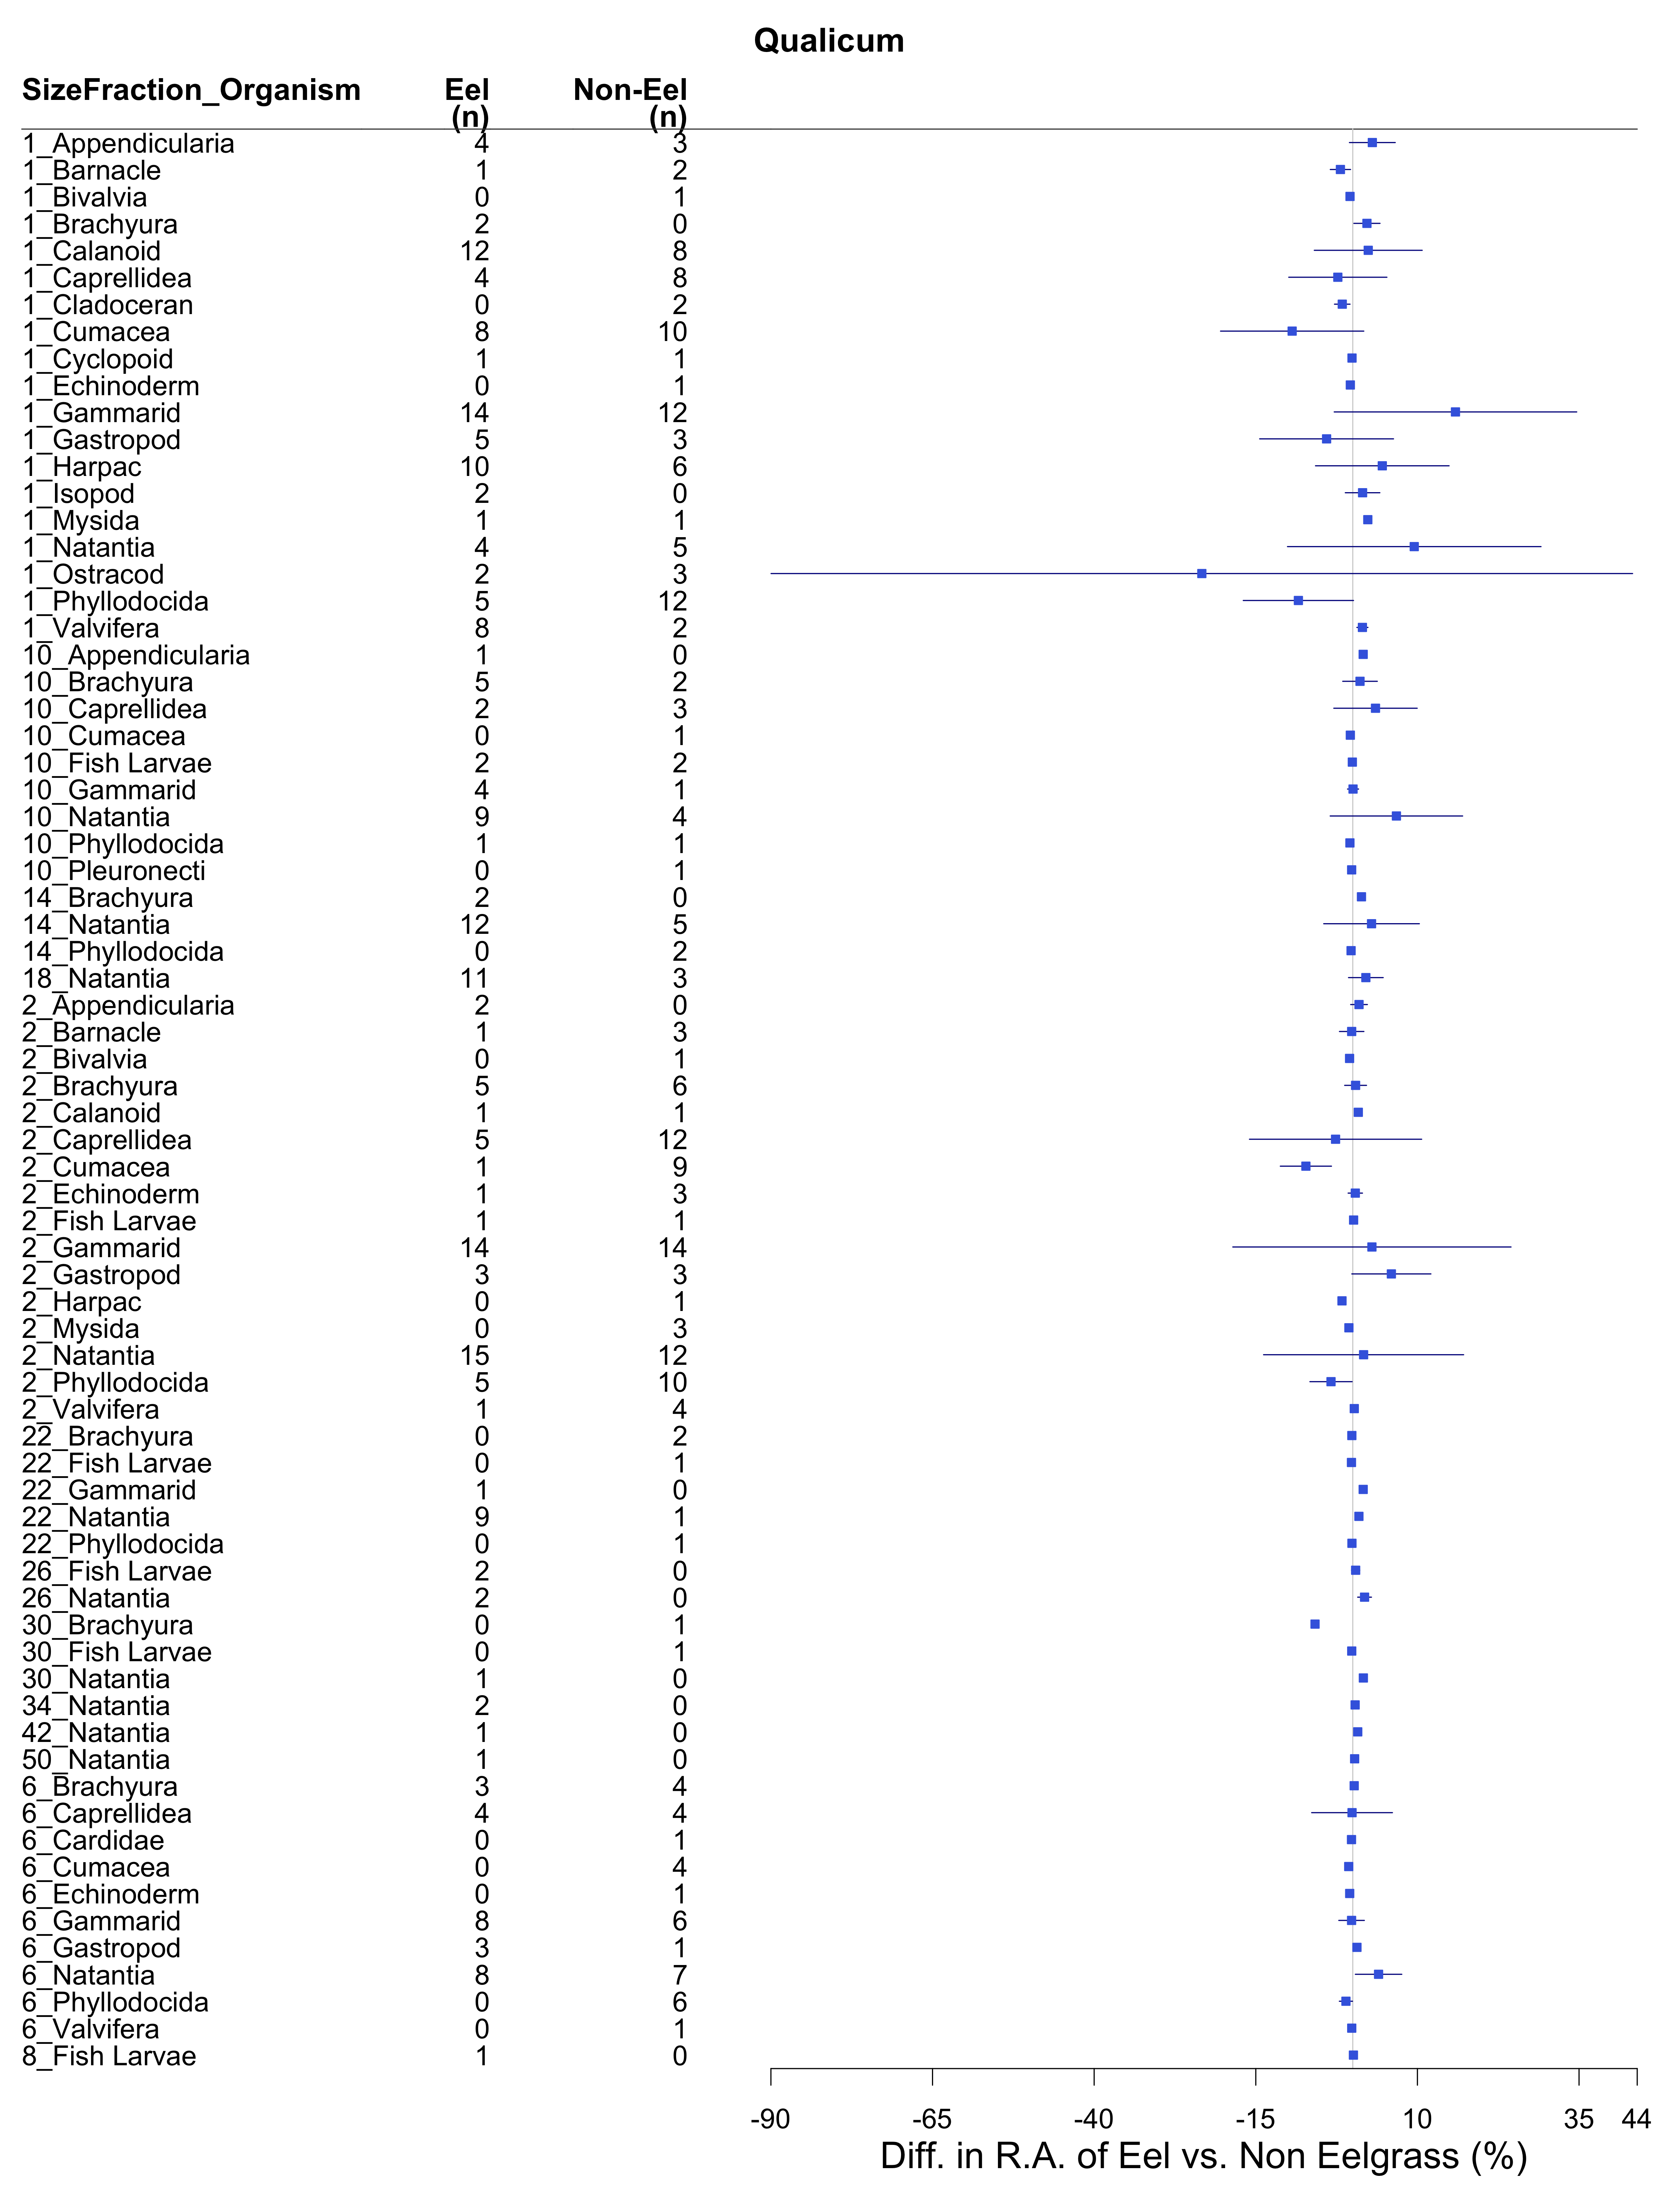 Qualicum
SizeFraction_Organism Eel (n) Non-Eel (n)
1_Appendicularia 4 3
1_Barnacle 1 2
1_Bivalvia 0 1
1_Brachyura 2 0
1_Calanoid 12 8
1_Caprellidea 4 8
1_Cladoceran 0 2
1_Cumacea 8 10
1_Cyclopoid 1 1
1_Echinoderm 0 1
1_Gammarid 14 12
1_Gastropod 5 3
1_Harpac 10 6
1_Isopod 2 0
1_Mysida 1 1
1_Natantia 4 5
1_Ostracod 2 3
1_Phyllodocida 5 12
1_Valvifera 8 2
10_Appendicularia 1 0
10_Brachyura 5 2
10_Caprellidea 2 3
10_Cumacea 0 1
10_Fish Larvae 2 2
10_Gammarid 4 1
10_Natantia 9 4
10_Phyllodocida 1 1
10_Pleuronecti 0 1
14_Brachyura 2 0
14_Natantia 12 5
14_Phyllodocida 0 2
18_Natantia 11 3
2_Appendicularia 2 0
2_Barnacle 1 3
2_Bivalvia 0 1
2_Brachyura 5 6
2_Calanoid 1 1
2_Caprellidea 5 12
2_Cumacea 1 9
2_Echinoderm 1 3
2_Fish Larvae 1 1
2_Gammarid 14 14
2_Gastropod 3 3
2_Harpac 0 1
2_Mysida 0 3
2_Natantia 15 12
2_Phyllodocida 5 10
2_Valvifera 1 4
22_Brachyura 0 2
22_Fish Larvae 0 1
22_Gammarid 1 0
22_Natantia 9 1
22_Phyllodocida 0 1
26_Fish Larvae 2 0
26_Natantia 2 0
30_Brachyura 0 1
30_Fish Larvae 0 1
30_Natantia 1 0
34_Natantia 2 0
42_Natantia 1 0
50_Natantia 1 0
6_Brachyura 3 4
6_Caprellidea 4 4
6_Cardidae 0 1
6_Cumacea 0 4
6_Echinoderm 0 1
6_Gammarid 8 6
6_Gastropod 3 1
6_Natantia 8 7
6_Phyllodocida 0 6
6_Valvifera 0 1
8_Fish Larvae 1 0
-90 -65 -40 -15 10 35 44
Diff. in R.A. of Eel vs. Non Eelgrass (%)